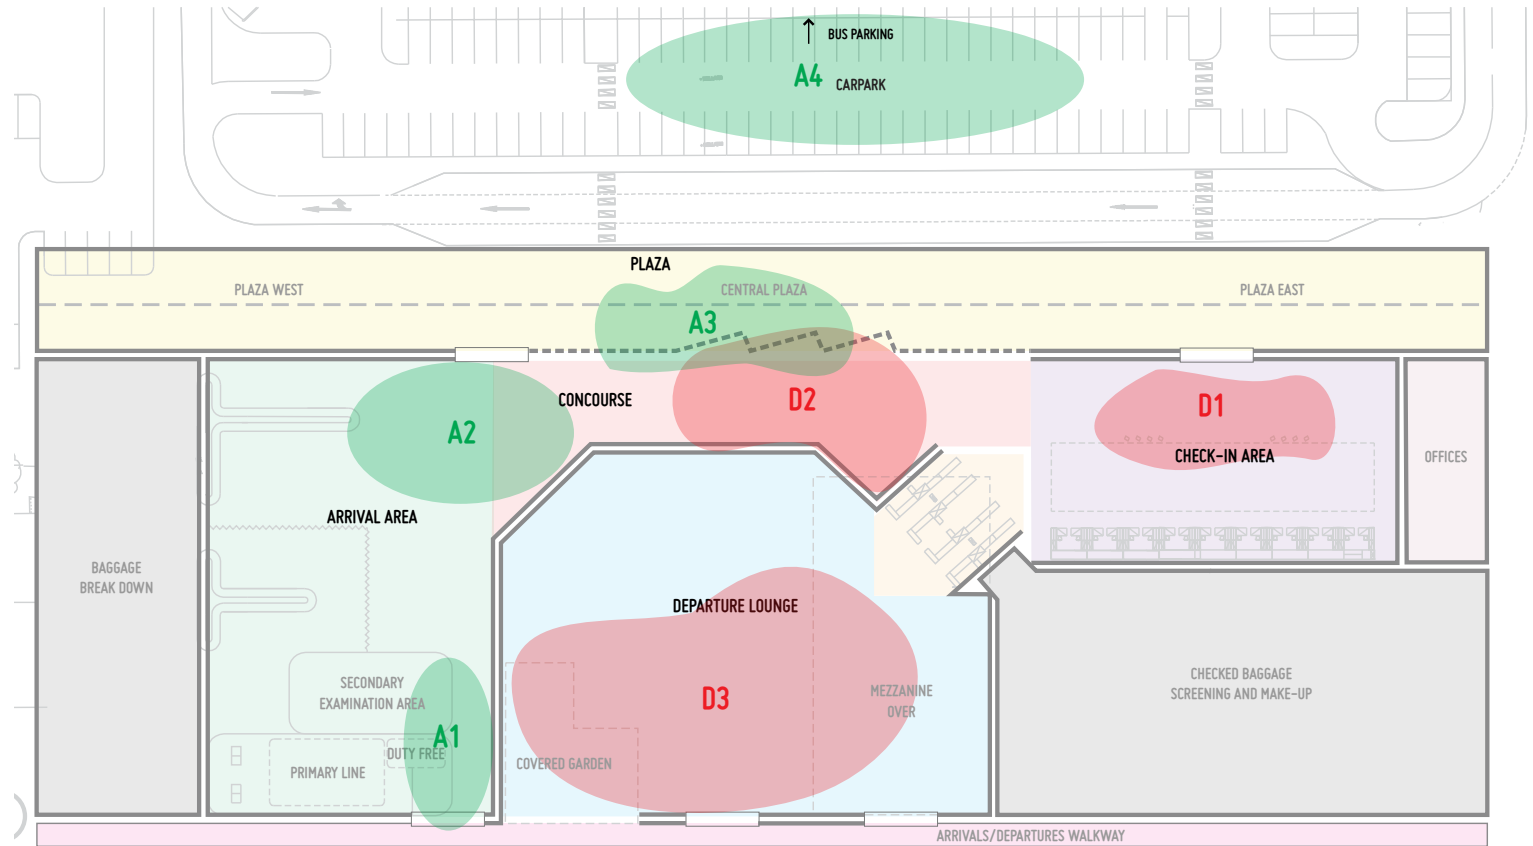 BUS PARKING
A4
CARPARK
PLAZA
PLAZA WEST
CENTRAL PLAZA
PLAZA EAST
A3
CONCOURSE
D2
D1
A2
CHECK-IN AREA
OFFICES
ARRIVAL AREA
BAGGAGE
BREAK DOWN
DEPARTURE LOUNGE
SECONDARY
EXAMINATION AREA
D3
MEZZANINE
OVER
CHECKED BAGGAGE
SCREENING AND MAKE-UP
A1
DUTY FREE
PRIMARY LINE
COVERED GARDEN
ARRIVALS/DEPARTURES WALKWAY